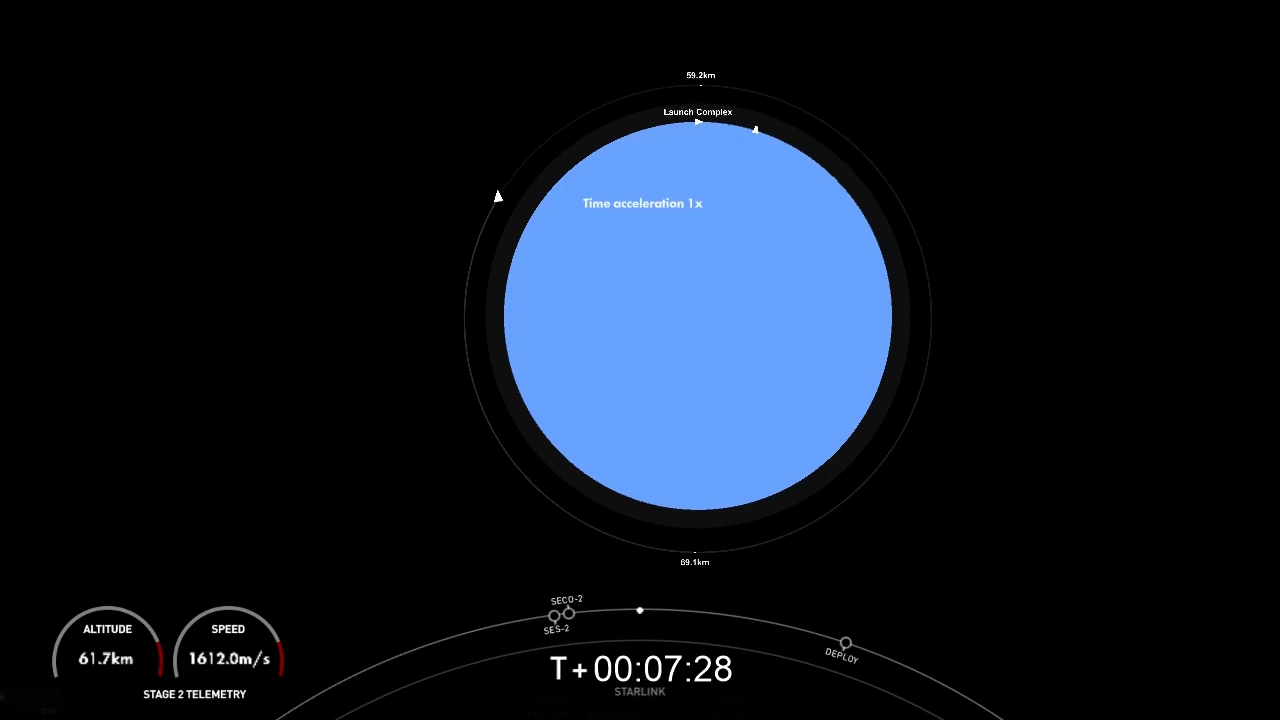 59.2km
Launch Complex
Time acceleration 1x
69.1km
SECO-2
SES-2
DEPLOY
ALTITUDE
61.7km
SPEED
1612.0m/s
STAGE 2 TELEMETRY
T+00:07:28
STARLINK